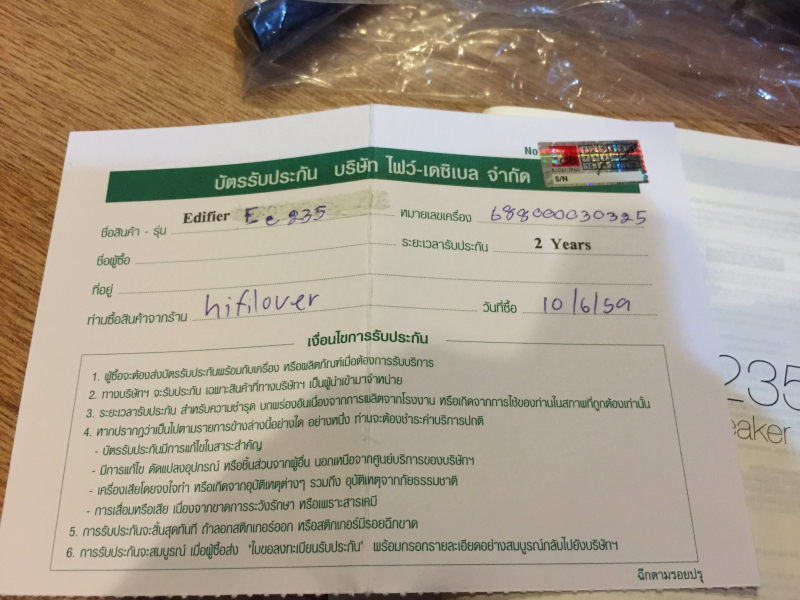 No
S/N
บัตรรับประกัน บริษัท ไฟว์-เดซิเบล จำกัด
ชื่อสินค้า - รุ่น Edifier Ee 235 หมายเลขเครื่อง 688000030325
ระยะเวลารับประกัน 2 Years
ชื่อผู้ซื้อ
ที่อยู่
ท่านซื้อสินค้าจากร้าน hifilover วันที่ซื้อ 10/6/59
เงื่อนไขการรับประกัน
1. ผู้ซื้อจะต้องส่งบัตรรับประกันพร้อมกับเครื่อง หรือผลิตภัณฑ์เมื่อต้องการรับบริการ
2. ทางบริษัทฯ จะรับประกัน เฉพาะสินค้าที่ทางบริษัทฯ เป็นผู้นำเข้ามาจำหน่าย
3. ระยะเวลารับประกัน สำหรับความชำรุด บกพร่องอันเนื่องจากการผลิตจากโรงงาน หรือเกิดจากการใช้ของท่านในสภาพที่ถูกต้องเท่านั้น
4. หากปรากฏว่าเป็นไปตามรายการข้างล่างนี้อย่างใด อย่างหนึ่ง ท่านจะต้องชำระค่าบริการปกติ
- บัตรรับประกันมีการแก้ไขในสาระสำคัญ
- มีการแก้ไข ดัดแปลงอุปกรณ์ หรือชิ้นส่วนจากผู้อื่น นอกเหนือจากศูนย์บริการของบริษัทฯ
- เครื่องเสียโดยจงใจทำ หรือเกิดจากอุบัติเหตุต่างๆ รวมถึง อุบัติเหตุจากภัยธรรมชาติ
- การเสื่อมหรือเสีย เนื่องจากขาดการระวังรักษา หรือเพราะสารเคมี
5. การรับประกันจะสิ้นสุดทันที ถ้าลอกสติกเกอร์ออก หรือสติกเกอร์มีรอยฉีกขาด
6. การรับประกันจะสมบูรณ์ เมื่อผู้ซื้อส่ง "ใบขอลงทะเบียนรับประกัน" พร้อมกรอกรายละเอียดอย่างสมบูรณ์กลับไปยังบริษัทฯ
ฉีกตามรอยปรุ
235
eaker